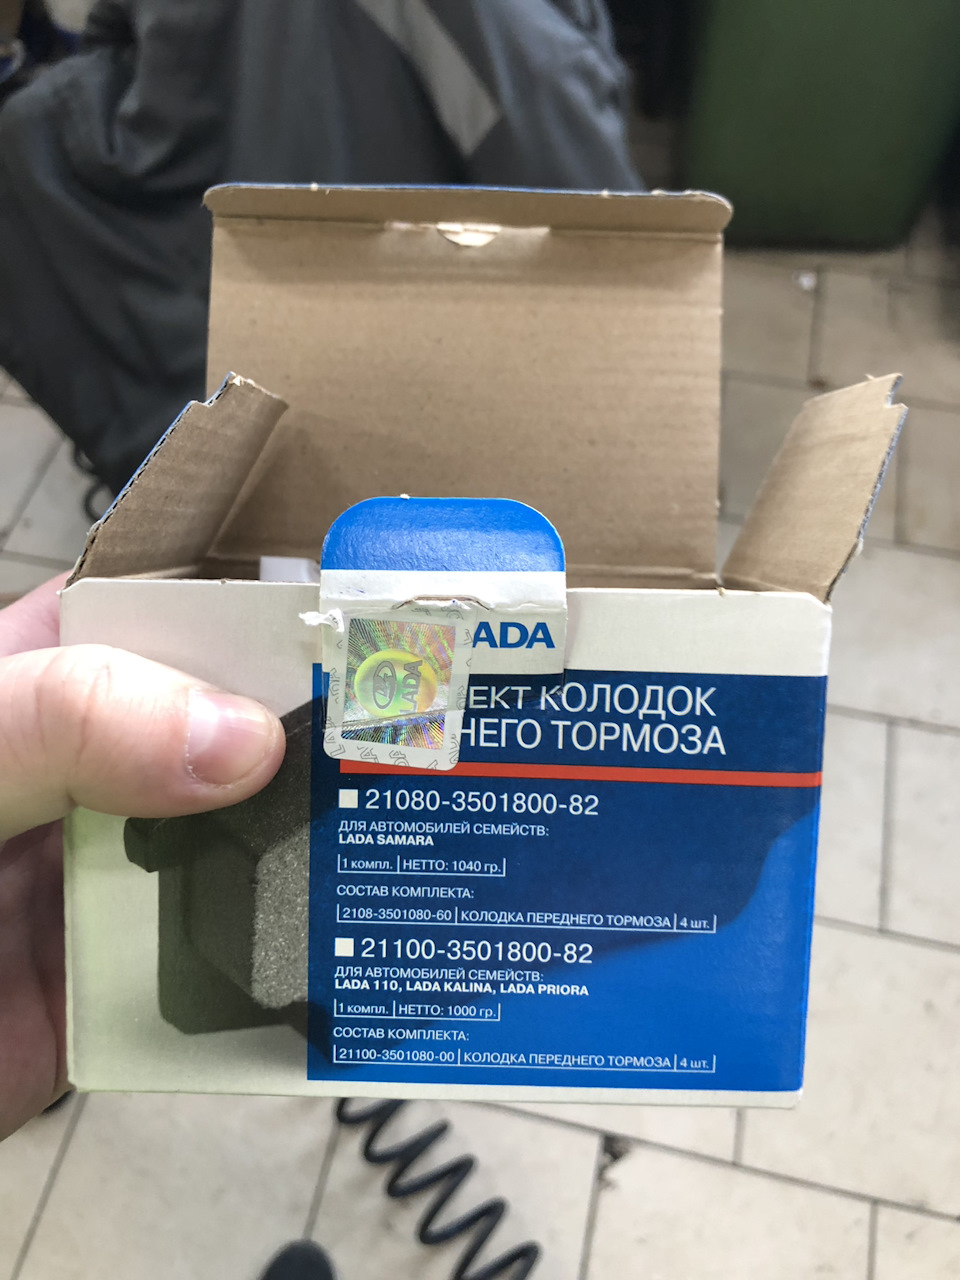 ADA
LADA
ЕКТ КОЛОДОК
НЕГО ТОРМОЗА
21080-3501800-82
ДЛЯ АВТОМОБИЛЕЙ СЕМЕЙСТВ:
LADA SAMARA
1 компл. НЕТТО: 1040 гр.
СОСТАВ КОМПЛЕКТА:
2108-3501080-60 КОЛОДКА ПЕРЕДНЕГО ТОРМОЗА 4 шт.
21100-3501800-82
ДЛЯ АВТОМОБИЛЕЙ СЕМЕЙСТВ:
LADA 110, LADA KALINA, LADA PRIORA
1 компл. НЕТТО: 1000 гр.
СОСТАВ КОМПЛЕКТА:
21100-3501080-00 КОЛОДКА ПЕРЕДНЕГО ТОРМОЗА 4 шт.